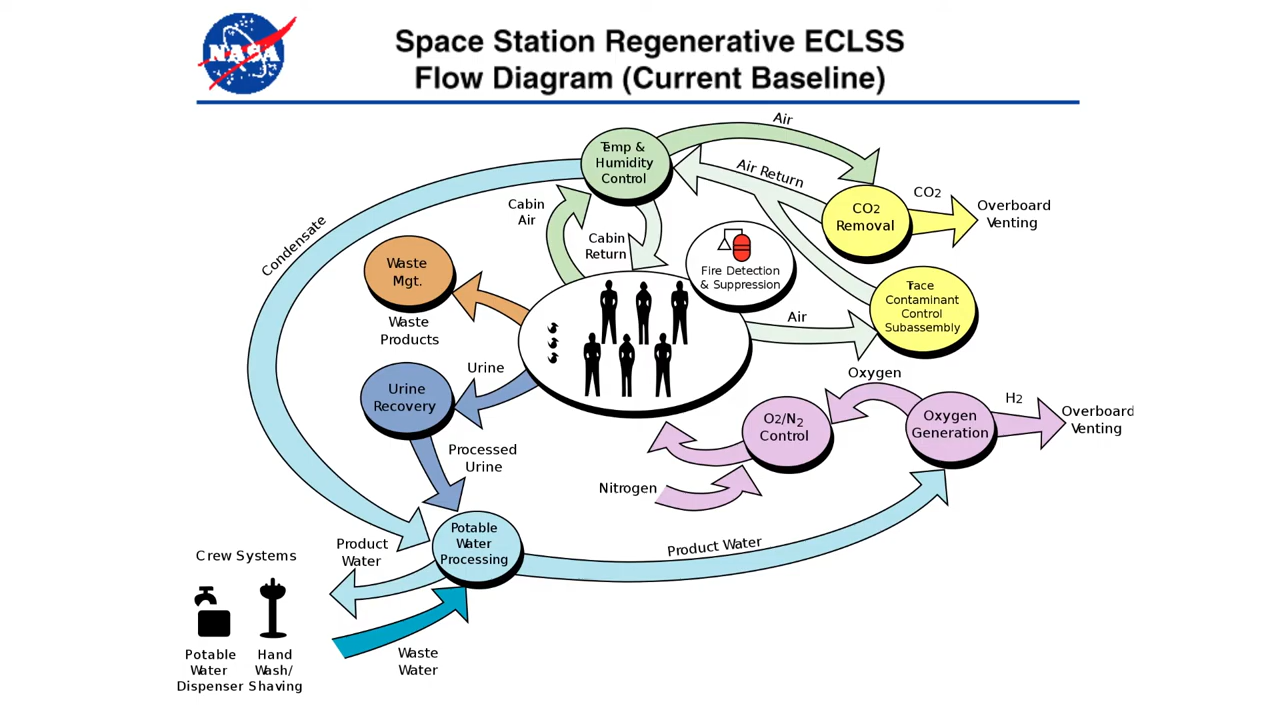 NASA
Space Station Regenerative ECLSS
Flow Diagram (Current Baseline)
Air
Temp &
Humidity
Control
Air Return
CO2
Removal
CO2
Overboard
Venting
Cabin
Air
Cabin
Return
Condensate
Waste
Mgt.
Waste
Products
Fire Detection
& Suppression
Trace
Contaminant
Control
Subassembly
Air
Urine
Urine
Recovery
Oxygen
O2/N2
Control
Oxygen
Generation
H2
Overboard
Venting
Processed
Urine
Nitrogen
Potable
Water
Processing
Product Water
Product
Water
Crew Systems
Potable
Water
Dispenser
Hand
Wash/
Shaving
Waste
Water